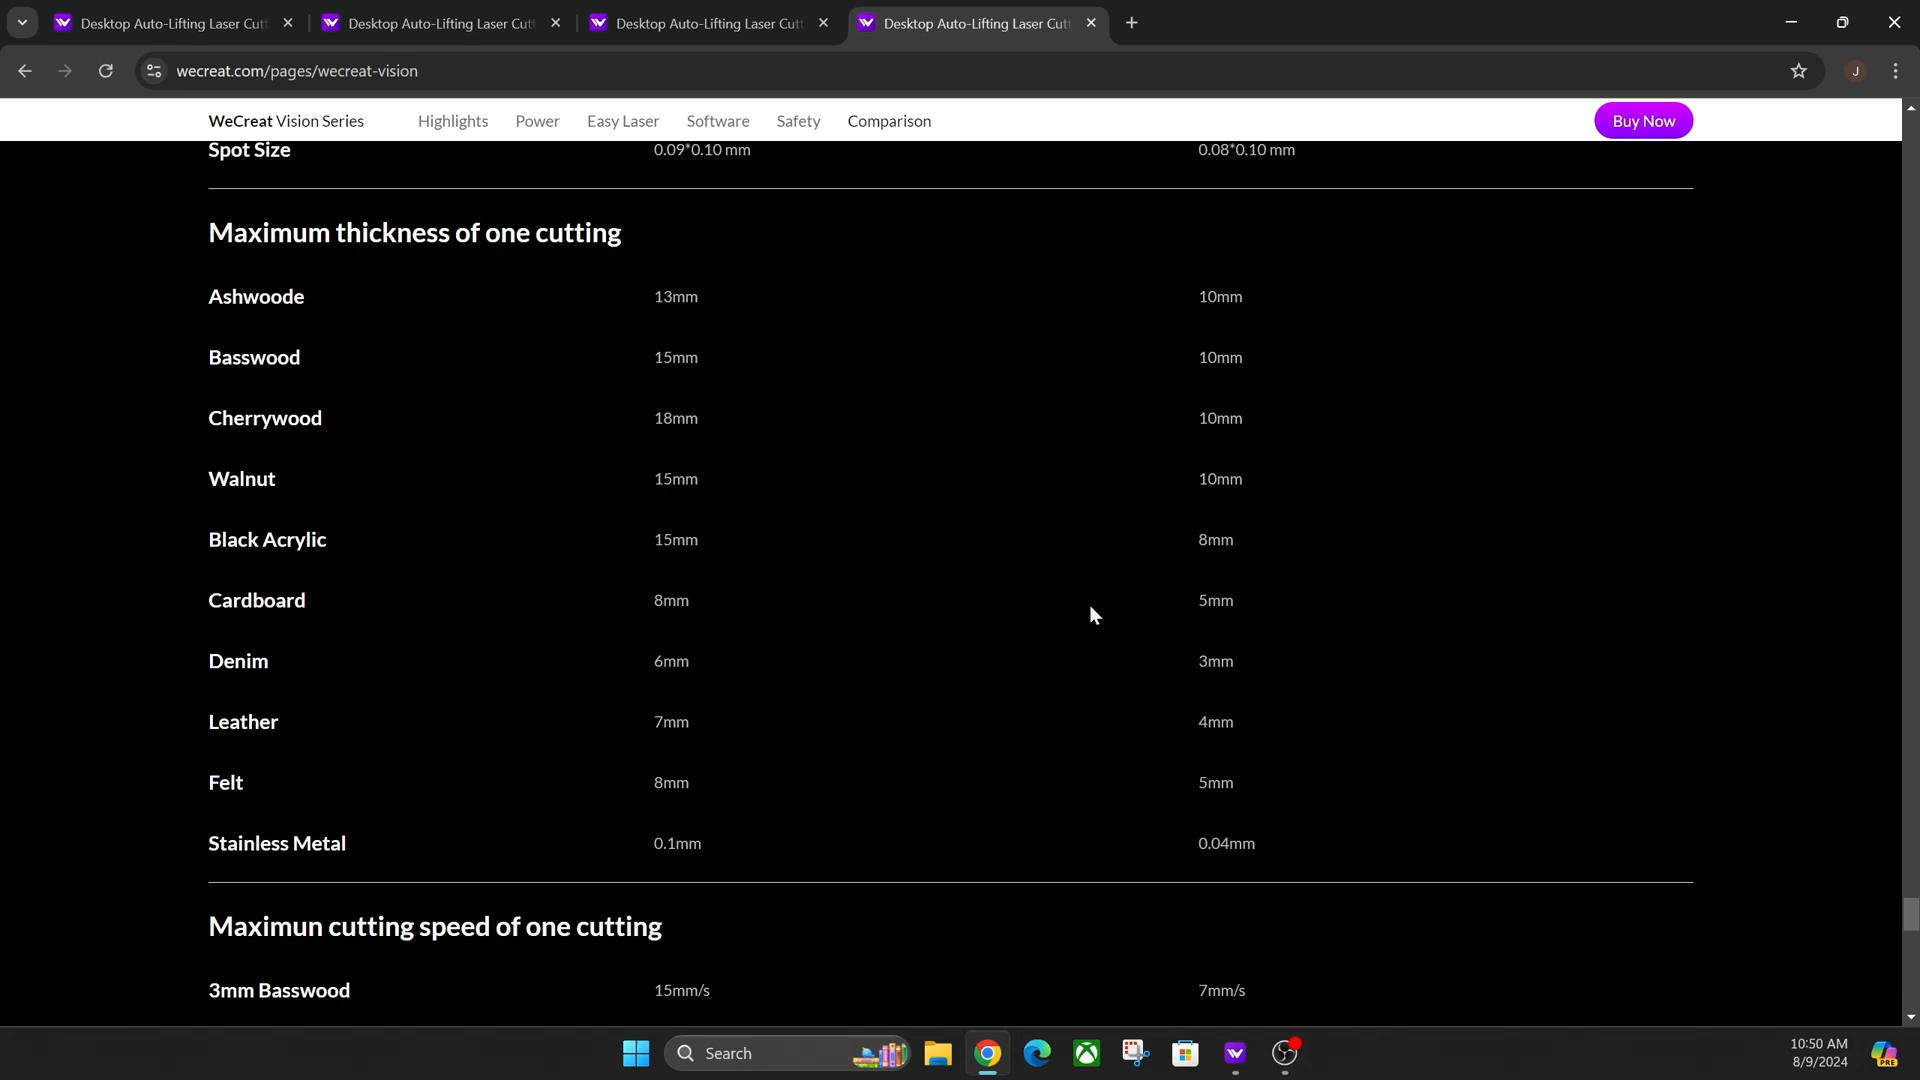 Desktop Auto-Lifting Laser Cutt
Desktop Auto-Lifting Laser Cutt
Desktop Auto-Lifting Laser Cutt
Desktop Auto-Lifting Laser Cutt
wecreat.com/pages/wecreat-vision
J
WeCreat Vision Series Highlights Power Easy Laser Software Safety Comparison Buy Now
Spot Size 0.09*0.10 mm 0.08*0.10 mm
Maximum thickness of one cutting
Ashwoode 13mm 10mm
Basswood 15mm 10mm
Cherrywood 18mm 10mm
Walnut 15mm 10mm
Black Acrylic 15mm 8mm
Cardboard 8mm 5mm
Denim 6mm 3mm
Leather 7mm 4mm
Felt 8mm 5mm
Stainless Metal 0.1mm 0.04mm
Maximun cutting speed of one cutting
3mm Basswood 15mm/s 7mm/s
Search
10:50 AM
8/9/2024
PRE